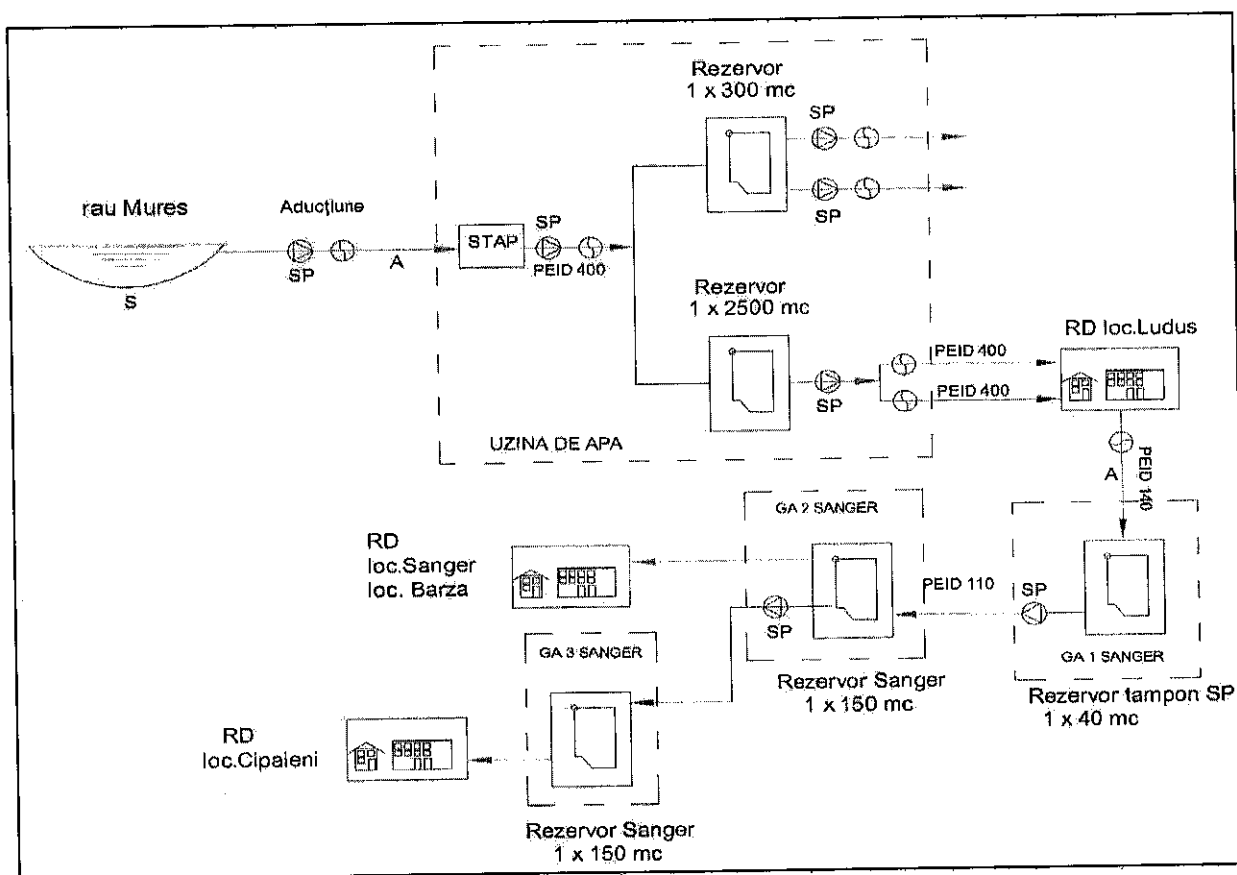 Rezervor
1 x 300 mc
SP
SP
rau Mures
Aducțiune
SP
A
S
STAP
SP
PEID 400
Rezervor
1 x 2500 mc
SP
PEID 400
PEID 400
RD loc.Ludus
UZINA DE APA
A
PEID 140
GA 2 SANGER
RD
loc.Sanger
loc. Barza
SP
PEID 110
SP
GA 1 SANGER
GA 3 SANGER
Rezervor Sanger
1 x 150 mc
Rezervor tampon SP
1 x 40 mc
RD
loc.Cipaieni
Rezervor Sanger
1 x 150 mc